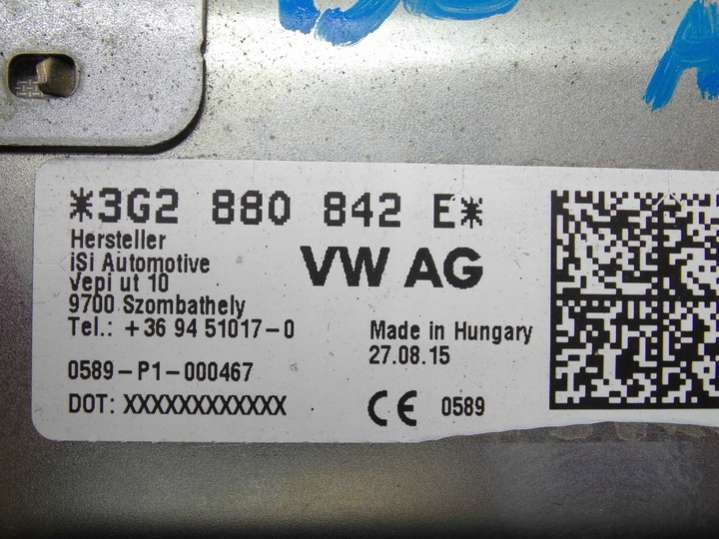 *3G2 880 842 E*
Hersteller
iSi Automotive
Vepi ut 10
9700 Szombathely
Tel.: +36 94 51017-0
VW AG
Made in Hungary
27.08.15
0589-P1-000467
DOT: XXXXXXXXXXXX
CE 0589